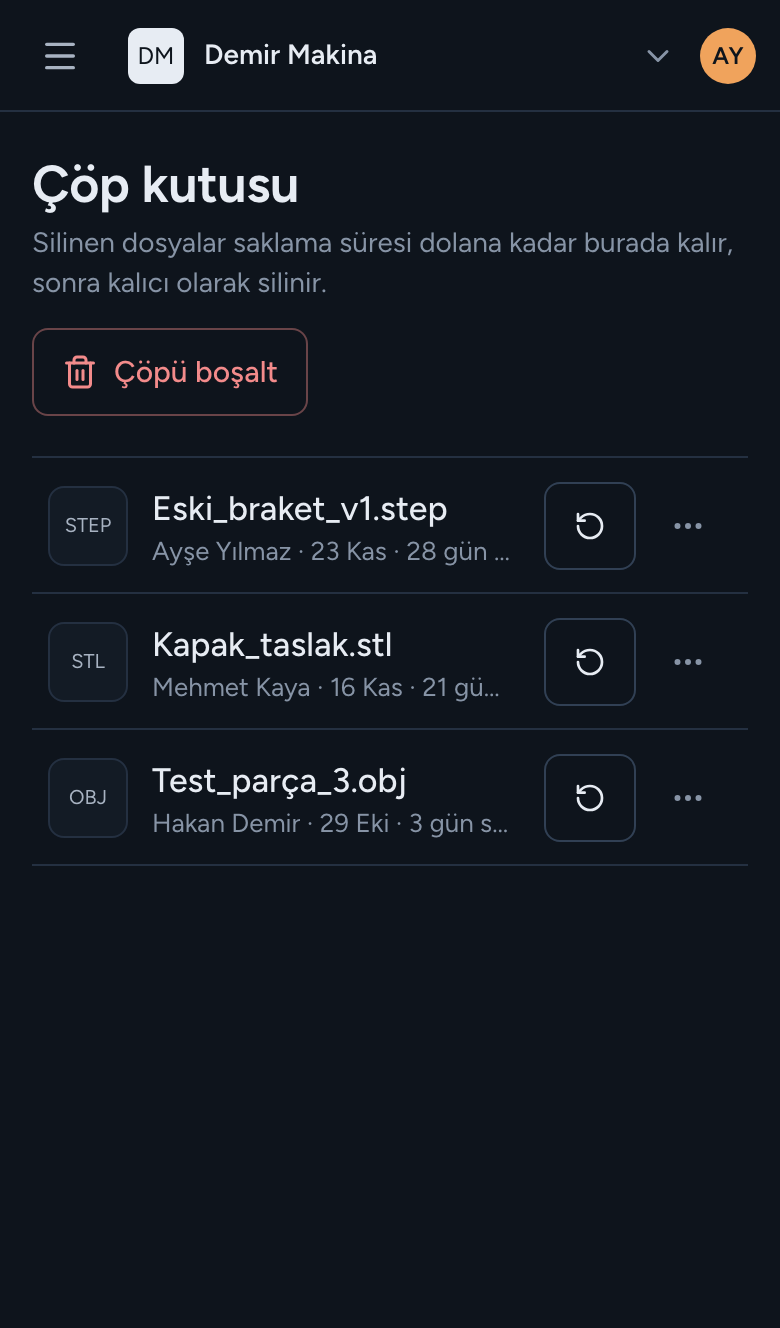 DM Demir Makina AY
Çöp kutusu
Silinen dosyalar saklama süresi dolana kadar burada kalır,
sonra kalıcı olarak silinir.
Çöpü boşalt
STEP Eski_braket_v1.step
Ayşe Yılmaz · 23 Kas · 28 gün ...
STL Kapak_taslak.stl
Mehmet Kaya · 16 Kas · 21 gü...
OBJ Test_parça_3.obj
Hakan Demir · 29 Eki · 3 gün s...